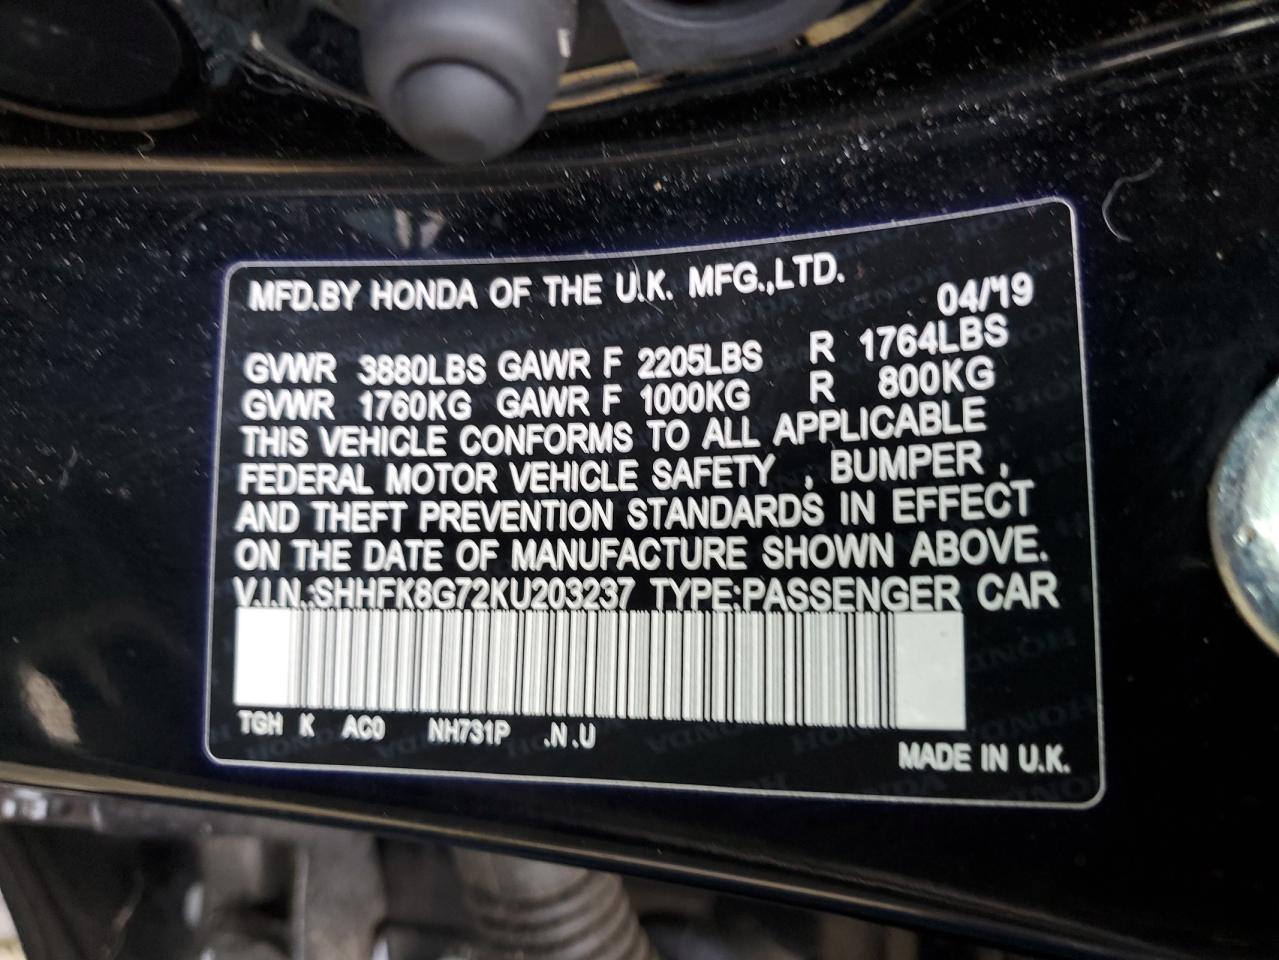 MFD.BY HONDA OF THE U.K. MFG.,LTD.
04/19
GVWR 3880LBS GAWR F 2205LBS R 1764LBS
GVWR 1760KG GAWR F 1000KG R 800KG
THIS VEHICLE CONFORMS TO ALL APPLICABLE
FEDERAL MOTOR VEHICLE SAFETY , BUMPER ,
AND THEFT PREVENTION STANDARDS IN EFFECT
ON THE DATE OF MANUFACTURE SHOWN ABOVE.
V.I.N.:SHHFK8G72KU203237 TYPE:PASSENGER CAR
TGH K AC0 NH731P .N.U
MADE IN U.K.